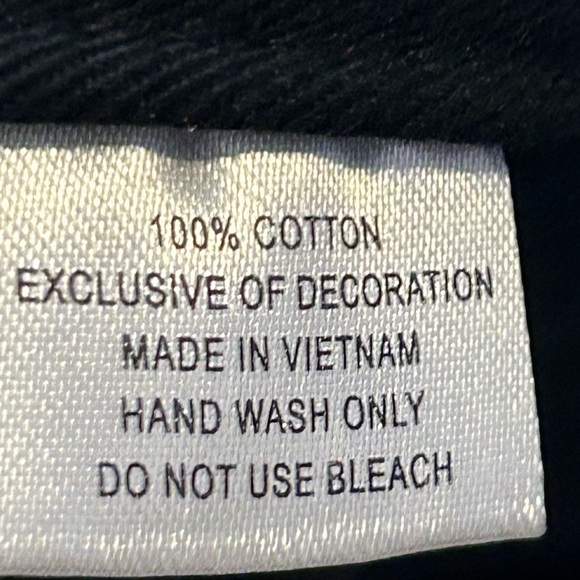 100% COTTON
EXCLUSIVE OF DECORATION
MADE IN VIETNAM
HAND WASH ONLY
DO NOT USE BLEACH